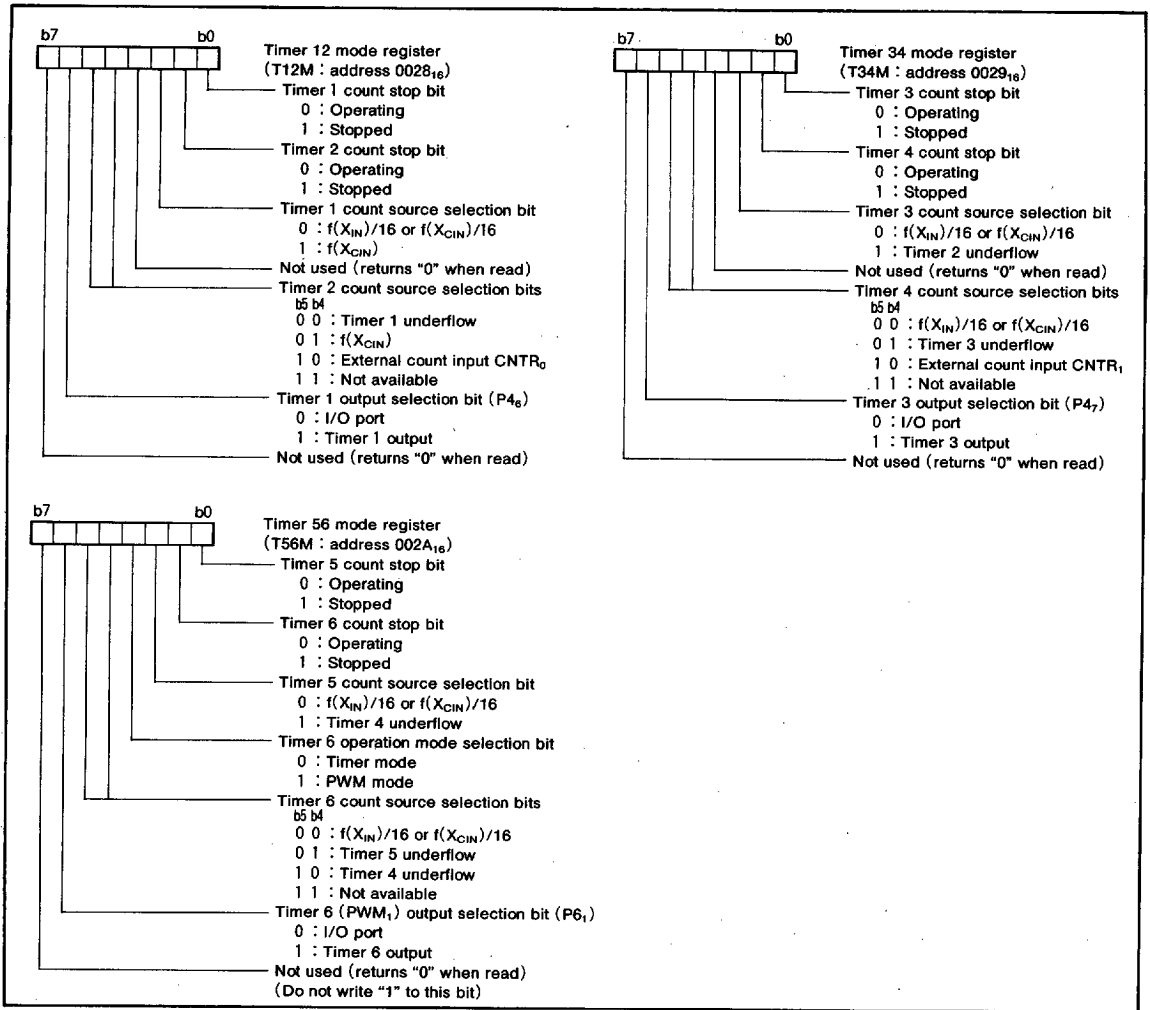 b7 b0
Timer 12 mode register
(T12M : address 0028₁₆)
Timer 1 count stop bit
0 : Operating
1 : Stopped
Timer 2 count stop bit
0 : Operating
1 : Stopped
Timer 1 count source selection bit
0 : f(X_IN)/16 or f(X_CIN)/16
1 : f(X_CIN)
Not used (returns "0" when read)
Timer 2 count source selection bits
b5 b4
0 0 : Timer 1 underflow
0 1 : f(X_CIN)
1 0 : External count input CNTR₀
1 1 : Not available
Timer 1 output selection bit (P4₆)
0 : I/O port
1 : Timer 1 output
Not used (returns "0" when read)
b7 b0
Timer 34 mode register
(T34M : address 0029₁₆)
Timer 3 count stop bit
0 : Operating
1 : Stopped
Timer 4 count stop bit
0 : Operating
1 : Stopped
Timer 3 count source selection bit
0 : f(X_IN)/16 or f(X_CIN)/16
1 : Timer 2 underflow
Not used (returns "0" when read)
Timer 4 count source selection bits
b5 b4
0 0 : f(X_IN)/16 or f(X_CIN)/16
0 1 : Timer 3 underflow
1 0 : External count input CNTR₁
1 1 : Not available
Timer 3 output selection bit (P4₇)
0 : I/O port
1 : Timer 3 output
Not used (returns "0" when read)
b7 b0
Timer 56 mode register
(T56M : address 002A₁₆)
Timer 5 count stop bit
0 : Operating
1 : Stopped
Timer 6 count stop bit
0 : Operating
1 : Stopped
Timer 5 count source selection bit
0 : f(X_IN)/16 or f(X_CIN)/16
1 : Timer 4 underflow
Timer 6 operation mode selection bit
0 : Timer mode
1 : PWM mode
Timer 6 count source selection bits
b5 b4
0 0 : f(X_IN)/16 or f(X_CIN)/16
0 1 : Timer 5 underflow
1 0 : Timer 4 underflow
1 1 : Not available
Timer 6 (PWM₁) output selection bit (P6₁)
0 : I/O port
1 : Timer 6 output
Not used (returns "0" when read)
(Do not write "1" to this bit)